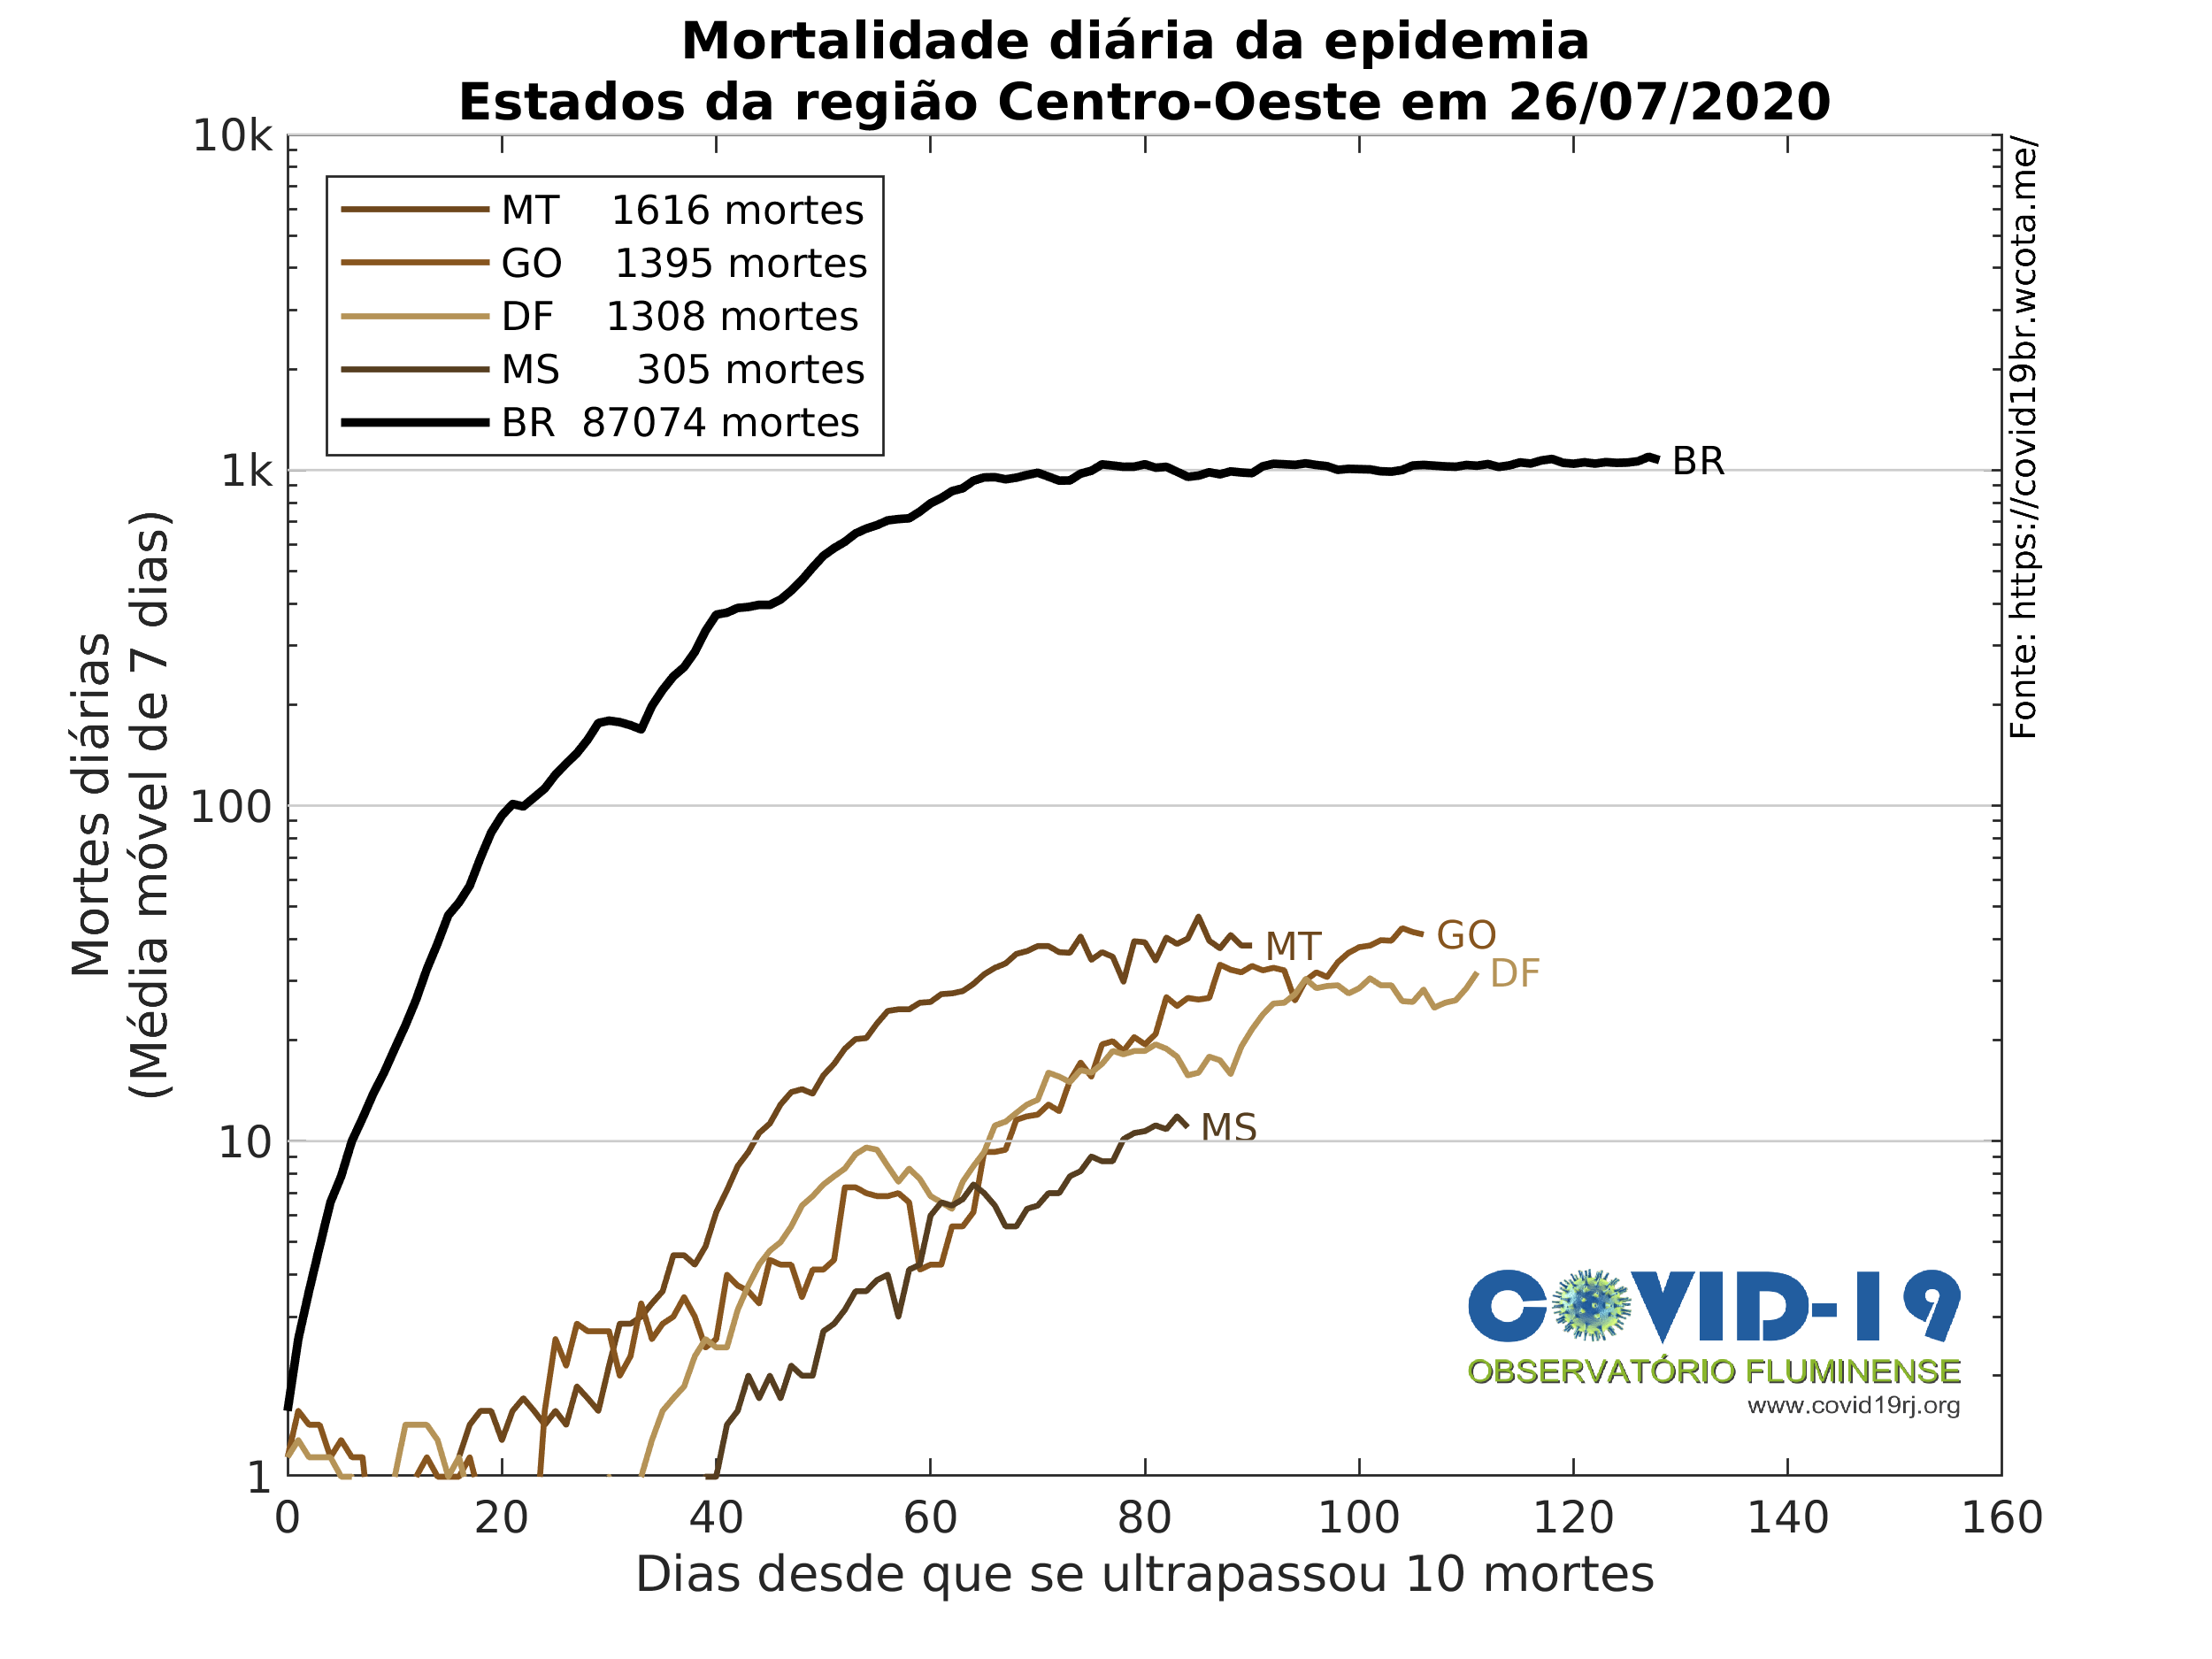 Mortalidade diária da epidemia
Estados da região Centro-Oeste em 26/07/2020
10k
1k
100
10
1
Mortes diárias
(Média móvel de 7 dias)
MT 1616 mortes
GO 1395 mortes
DF 1308 mortes
MS 305 mortes
BR 87074 mortes
BR
MT
GO
DF
MS
Fonte: https://covid19br.wcota.me/
COVID-19
OBSERVATÓRIO FLUMINENSE
www.covid19rj.org
0 20 40 60 80 100 120 140 160
Dias desde que se ultrapassou 10 mortes